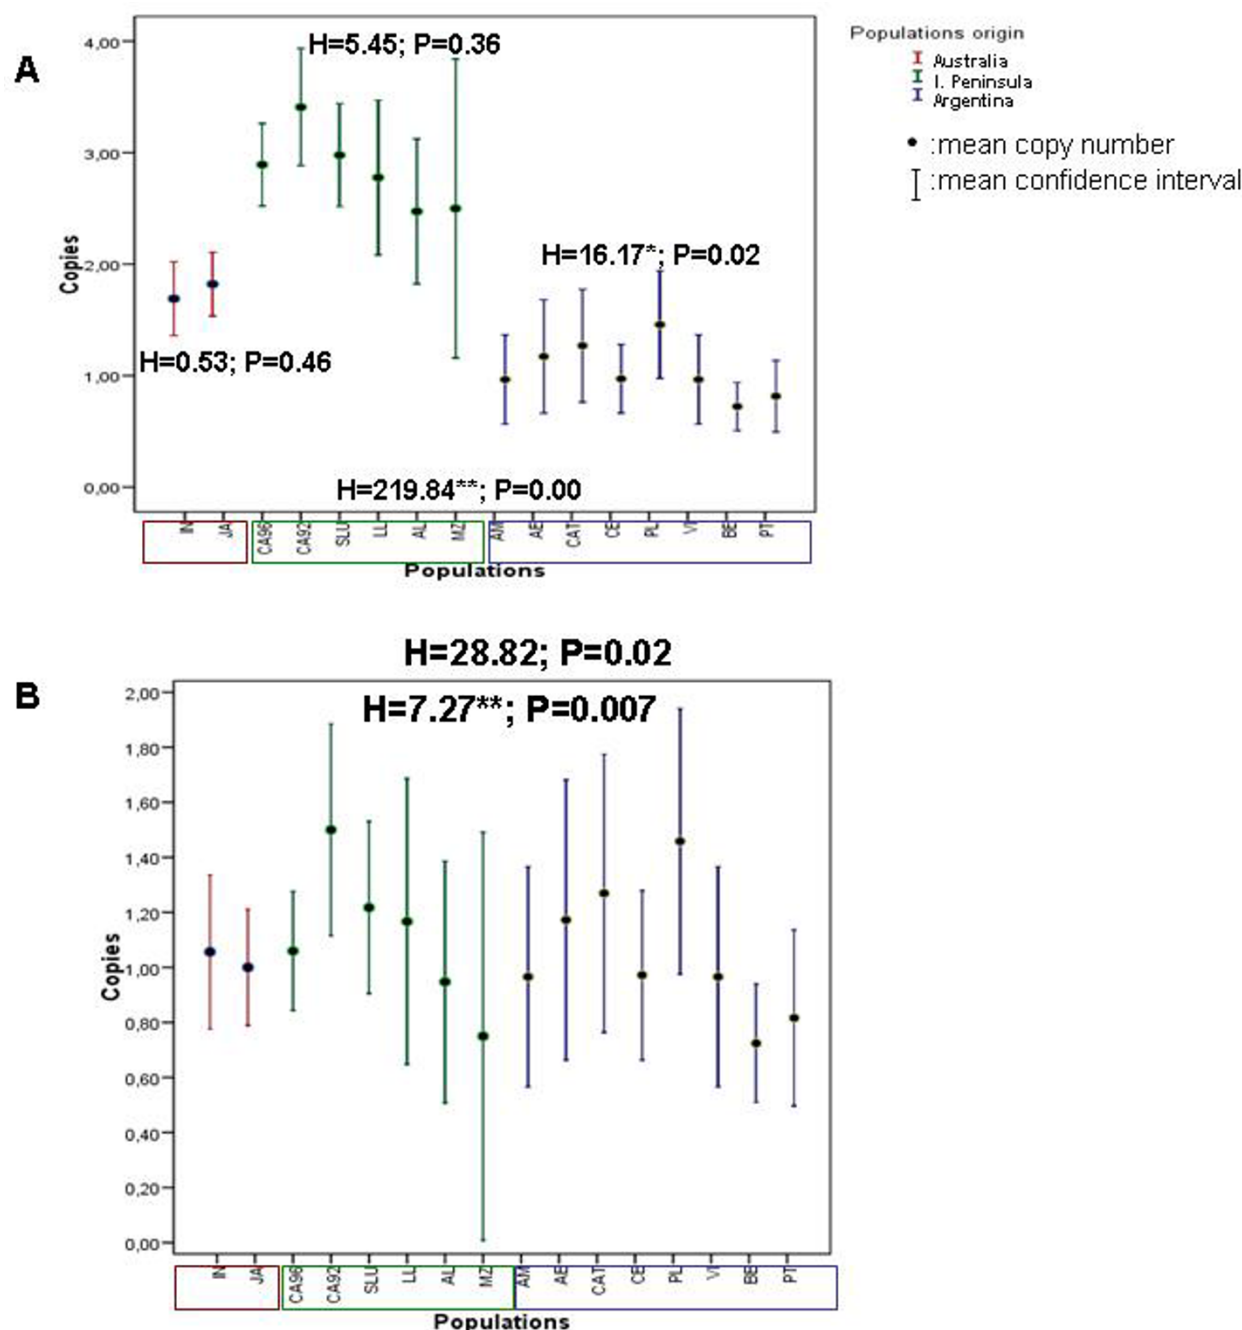 A
4,00
3,00
2,00
1,00
0,00
Copies
H=5.45; P=0.36
H=16.17*; P=0.02
H=0.53; P=0.46
H=219.84**; P=0.00
IN JA CA96 CA92 SLU LL AL MZ AM AE CAT CE PL VI BE PT
Populations
Populations origin
Australia
I. Peninsula
Argentina
:mean copy number
:mean confidence interval
B
H=28.82; P=0.02
H=7.27**; P=0.007
2,00
1,80
1,60
1,40
1,20
1,00
0,80
0,60
0,40
0,20
0,00
Copies
IN JA CA96 CA92 SLU LL AL MZ AM AE CAT CE PL VI BE PT
Populations